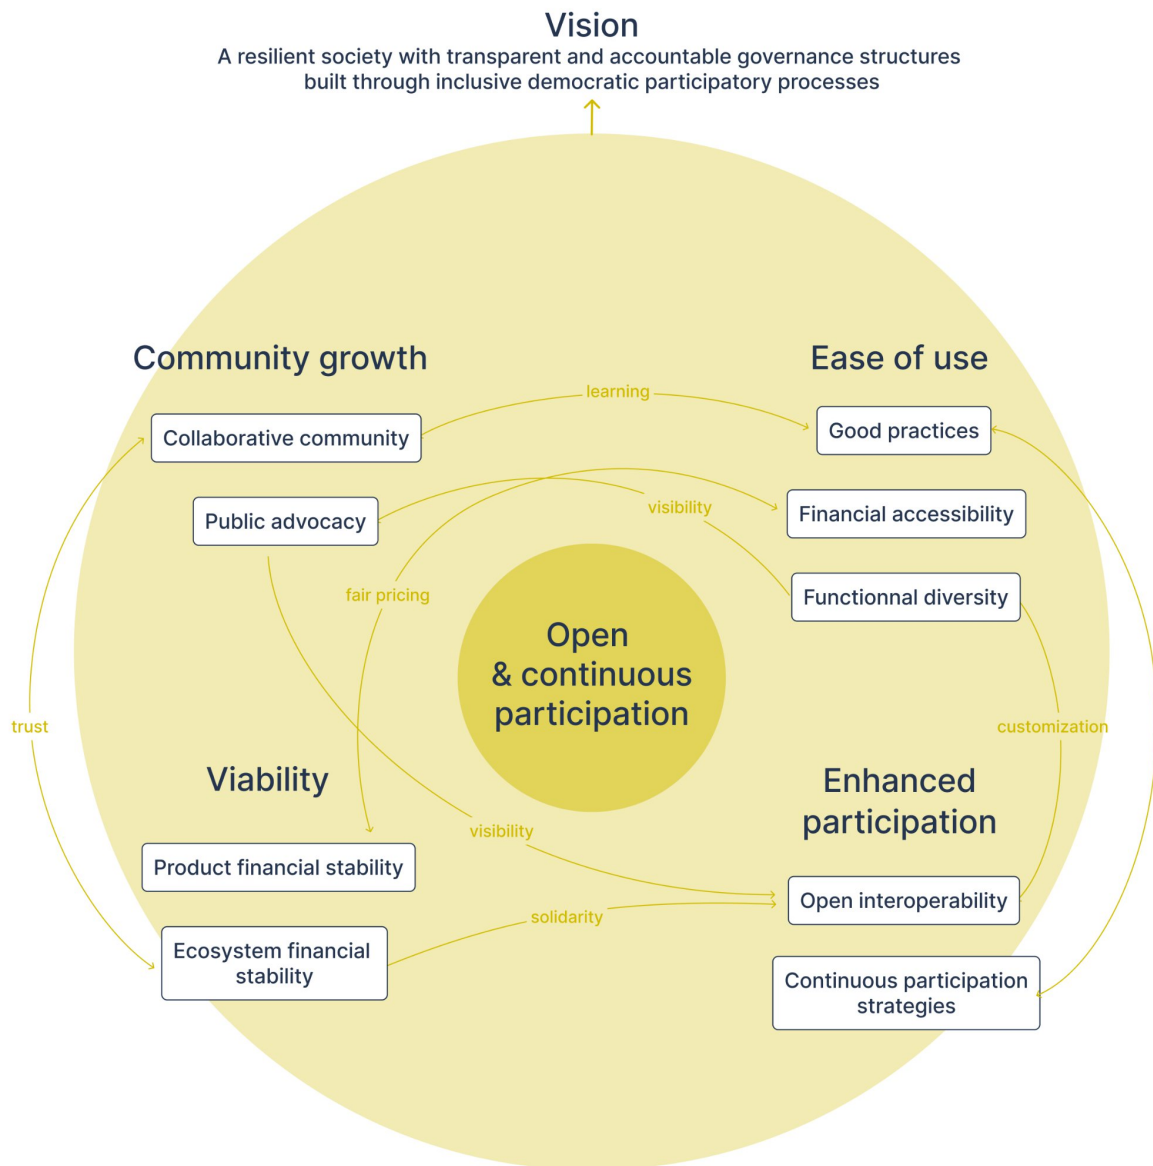 Vision
A resilient society with transparent and accountable governance structures
built through inclusive democratic participatory processes
Community growth
Ease of use
learning
Collaborative community
Good practices
Public advocacy
visibility
Financial accessibility
fair pricing
Functionnal diversity
Open
& continuous
participation
trust
customization
Viability
Enhanced
participation
visibility
Product financial stability
Open interoperability
solidarity
Ecosystem financial
stability
Continuous participation
strategies